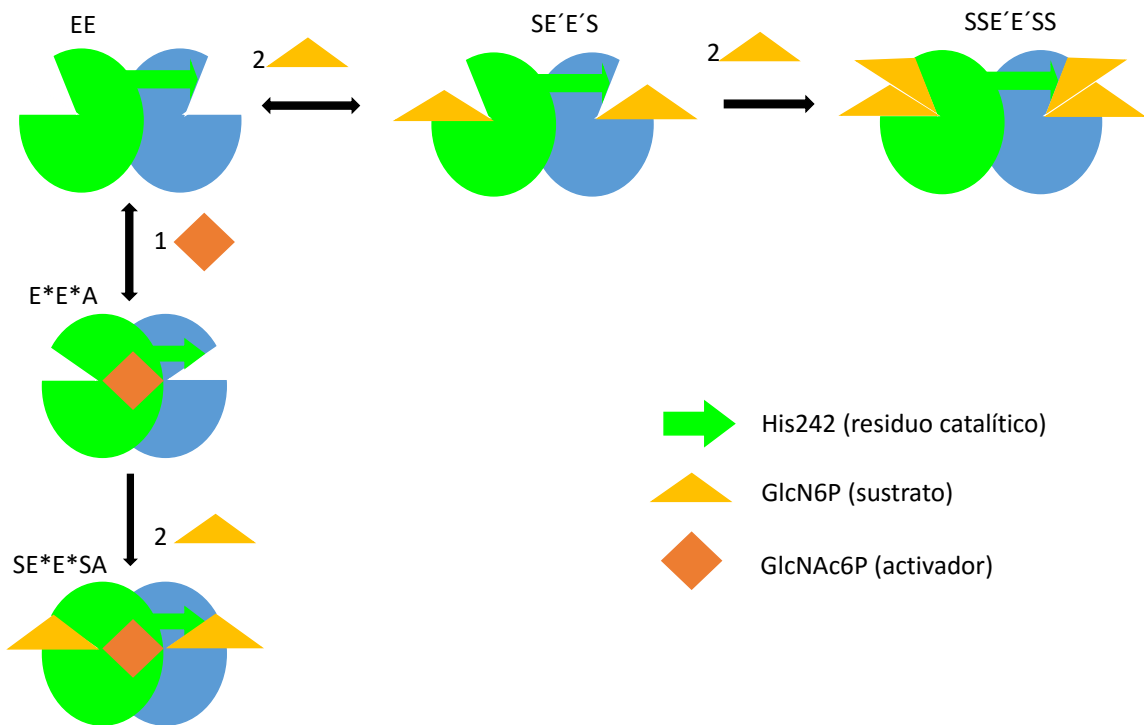 EE
SE´E´S
SSE´E´SS
2
2
1
E*E*A
2
SE*E*SA
His242 (residuo catalítico)
GlcN6P (sustrato)
GlcNAc6P (activador)